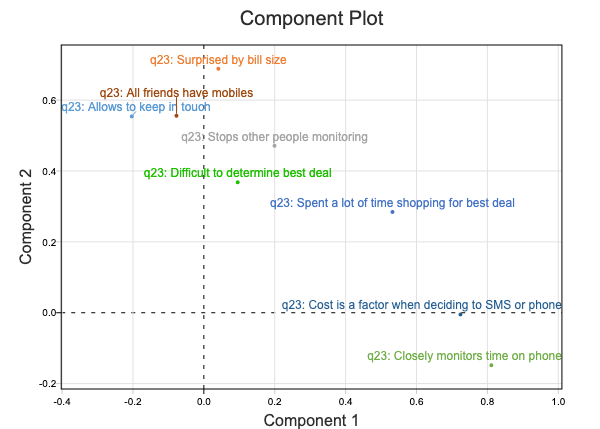 Component Plot
q23: Surprised by bill size
q23: All friends have mobiles
q23: Allows to keep in touch
q23: Stops other people monitoring
q23: Difficult to determine best deal
q23: Spent a lot of time shopping for best deal
q23: Cost is a factor when deciding to SMS or phone
q23: Closely monitors time on phone
Component 2
0.6
0.4
0.2
0.0
-0.2
-0.4
-0.2
0.0
0.2
0.4
0.6
0.8
1.0
Component 1